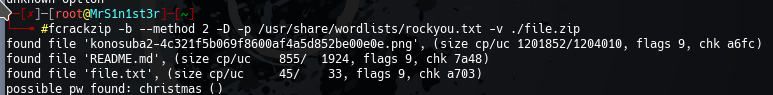 unknown option
[✗]─[root@MrS1n1st3r]─[~]
#fcrackzip -b --method 2 -D -p /usr/share/wordlists/rockyou.txt -v ./file.zip
found file 'konosuba2-4c321f5b069f8600af4a5d852be00e0e.png', (size cp/uc 1201852/1204010, flags 9, chk a6fc)
found file 'README.md', (size cp/uc    855/  1924, flags 9, chk 7a48)
found file 'file.txt', (size cp/uc     45/    33, flags 9, chk a703)
possible pw found: christmas ()